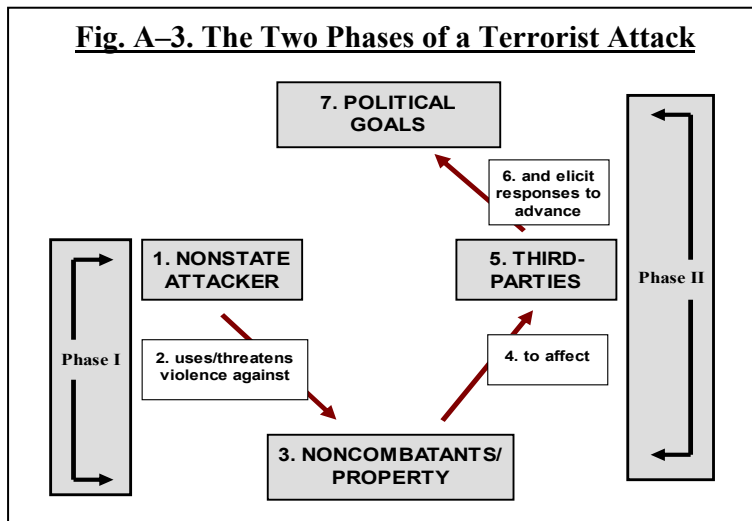 Fig. A–3. The Two Phases of a Terrorist Attack
7. POLITICAL
GOALS
6. and elicit
responses to
advance
1. NONSTATE
ATTACKER
5. THIRD-
PARTIES
Phase II
Phase I
2. uses/threatens
violence against
4. to affect
3. NONCOMBATANTS/
PROPERTY